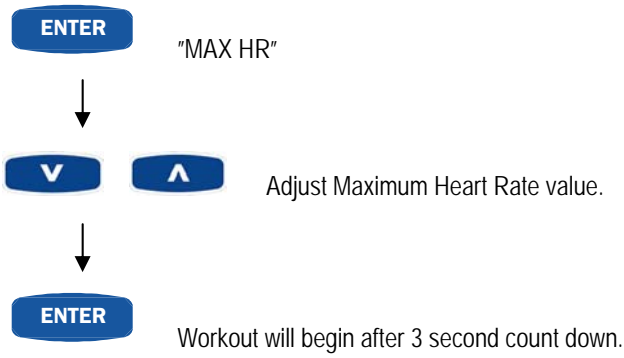 ENTER
"MAX HR"
V Λ
Adjust Maximum Heart Rate value.
ENTER
Workout will begin after 3 second count down.